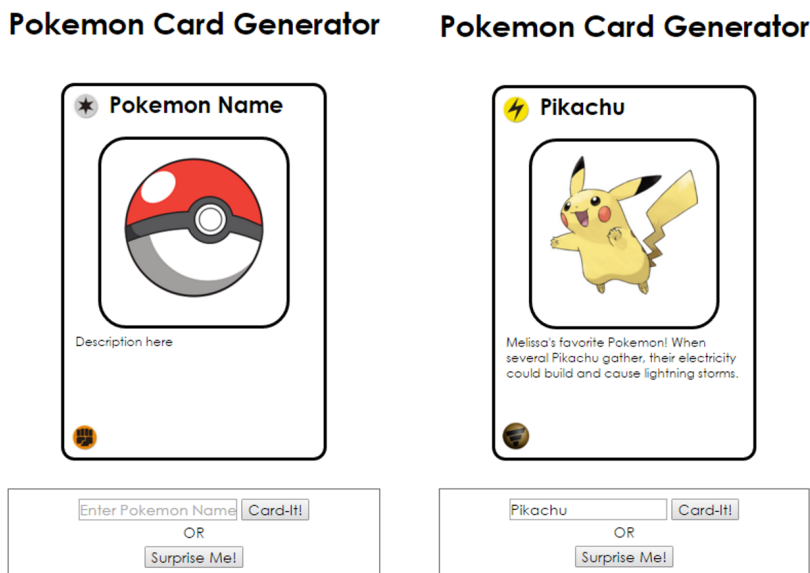 Pokemon Card Generator
Pokemon Name
Description here
Enter Pokemon Name
Card-It!
OR
Surprise Me!
Pokemon Card Generator
Pikachu
Melissa's favorite Pokemon! When
several Pikachu gather, their electricity
could build and cause lightning storms.
Pikachu
Card-It!
OR
Surprise Me!